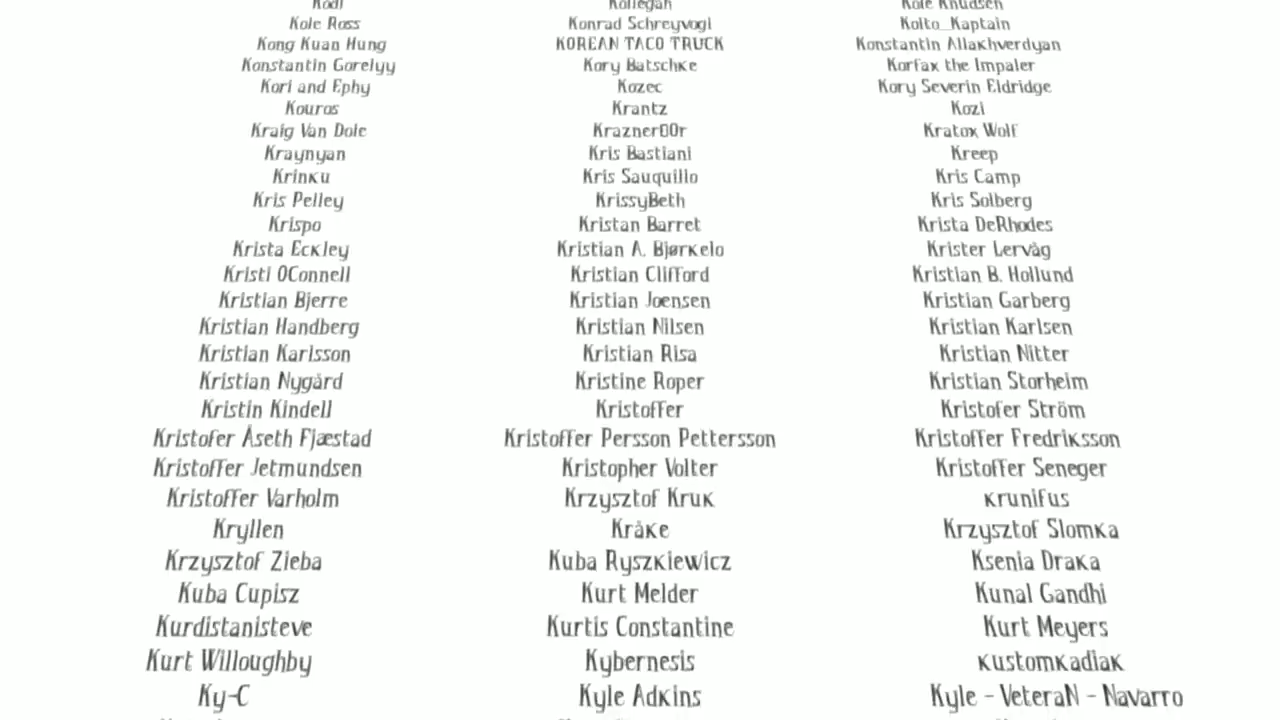 Kodi Kollegah Kole Knudsen
Kole Ross Konrad Schreyvogl Kolto_Kaptain
Kong Kuan Hung KOREAN TACO TRUCK Konstantin Allakhverdyan
Konstantin Gorelyy Kory Batschke Korfax the Impaler
Kori and Ephy Kozec Kory Severin Eldridge
Kouros Krantz Kozi
Kraig Van Dole Krazner Kratox Wolf
Kraynyan Kris Bastiani Kreep
Krinku Kris Sauquillo Kris Camp
Kris Pelley KrissyBeth Kris Solberg
Krispo Kristan Barret Krista DeRhodes
Krista Eckley Kristian A. Bjørkelo Krister Lervåg
Kristi OConnell Kristian Clifford Kristian B. Hollund
Kristian Bjerre Kristian Joensen Kristian Garberg
Kristian Handberg Kristian Nilsen Kristian Karlsen
Kristian Karlsson Kristian Risa Kristian Nitter
Kristian Nygård Kristine Roper Kristian Storheim
Kristin Kindell Kristoffer Kristofer Ström
Kristofer Åseth Fjæstad Kristoffer Persson Pettersson Kristoffer Fredriksson
Kristoffer Jetmundsen Kristopher Volter Kristoffer Seneger
Kristoffer Varholm Krzysztof Kruk krunifus
Kryllen Kråke Krzysztof Slomka
Krzysztof Zieba Kuba Ryszkiewicz Ksenia Draka
Kuba Cupisz Kurt Melder Kunal Gandhi
Kurdistanisteve Kurtis Constantine Kurt Meyers
Kurt Willoughby Kybernesis kustomkadiak
Ky-C Kyle Adkins Kyle - VeteraN - Navarro